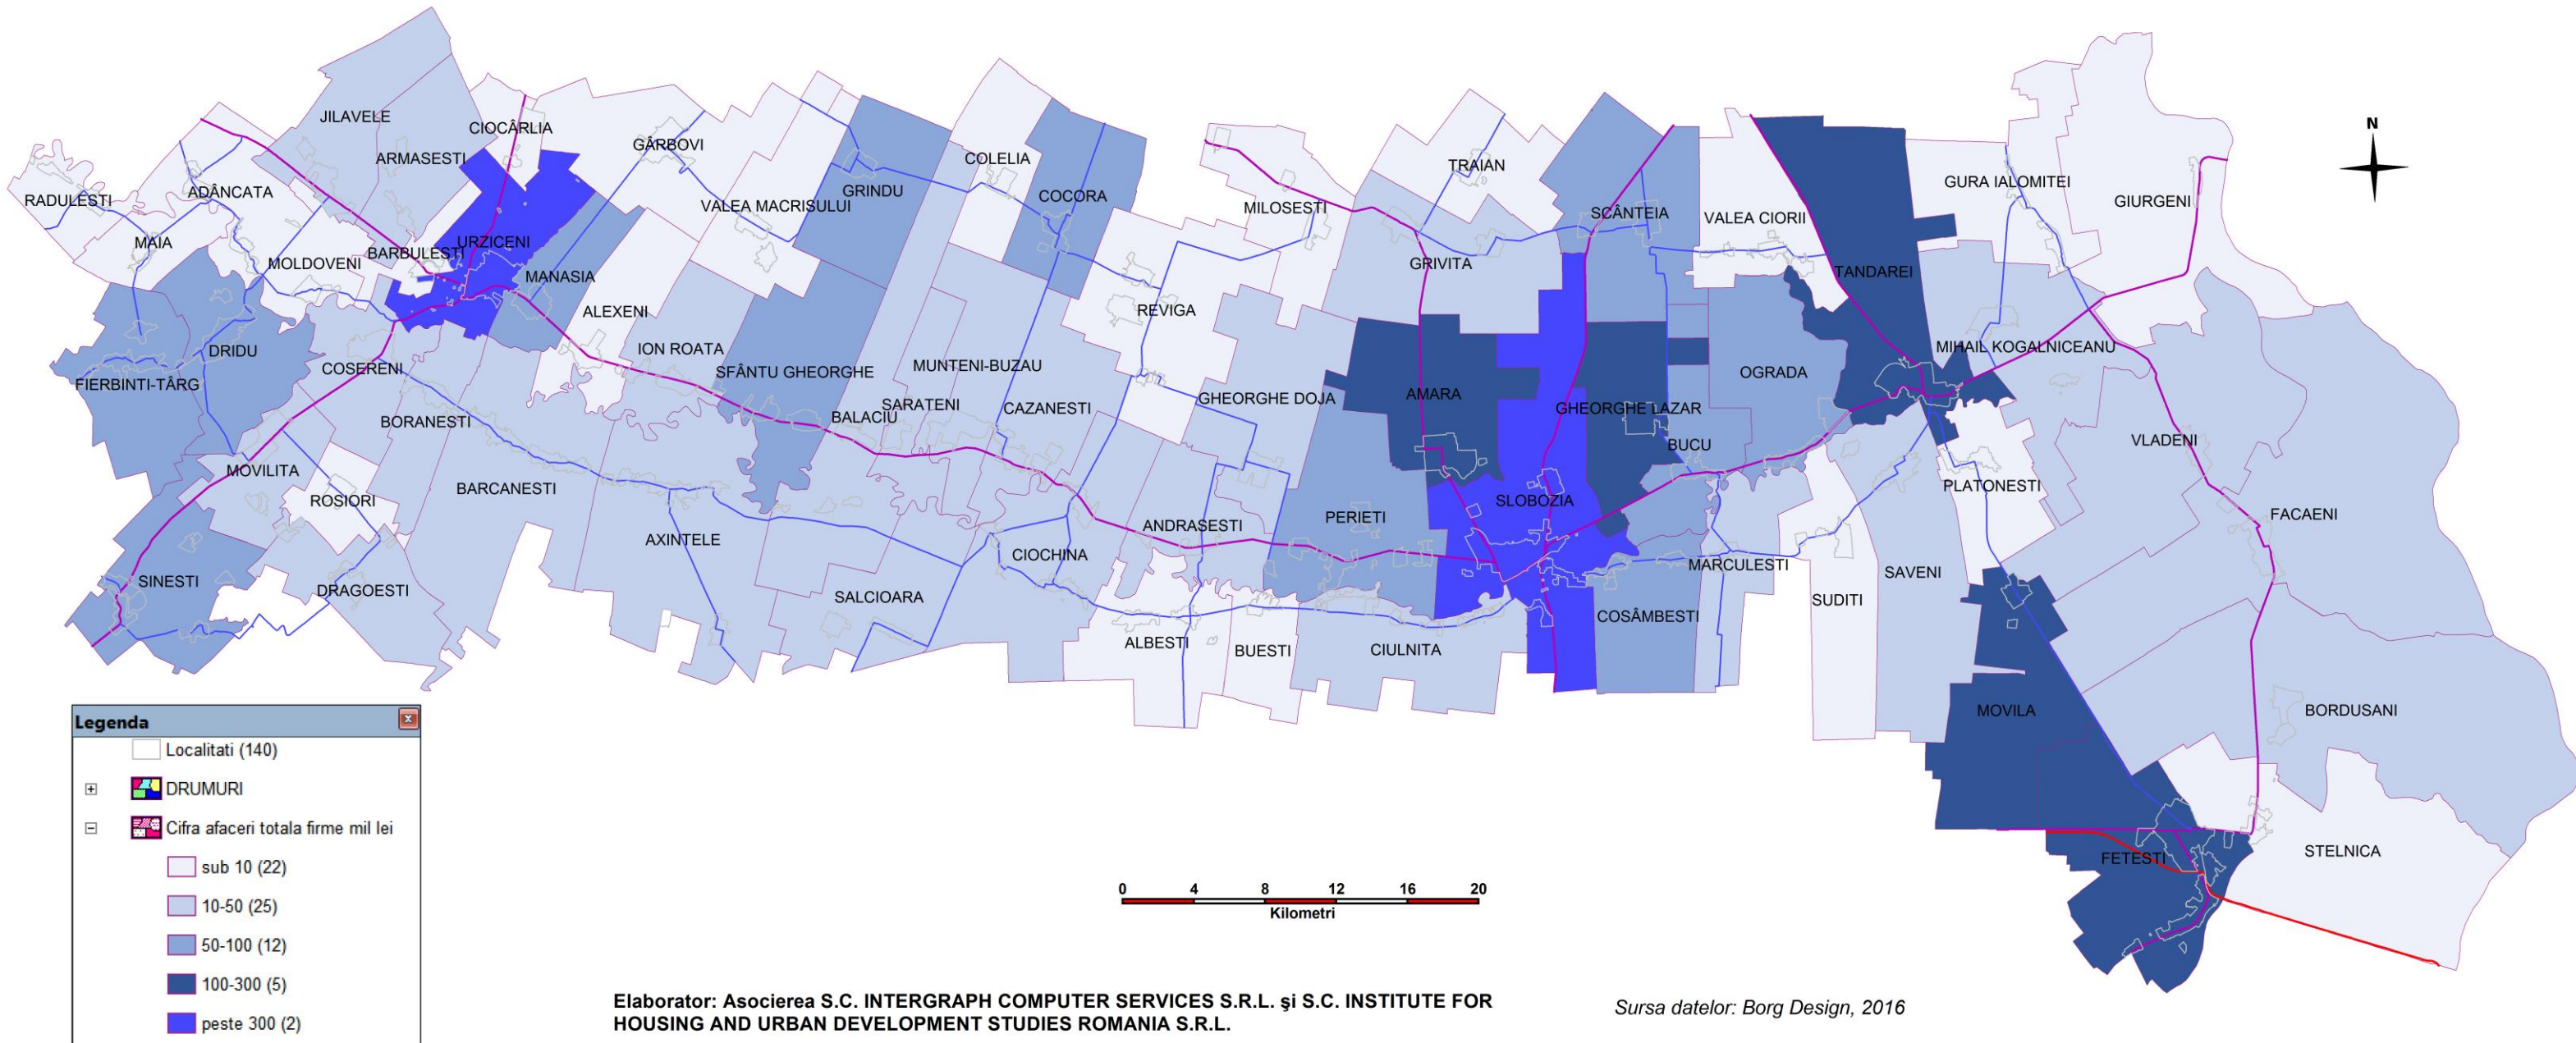 N
JILAVELE
CIOCÂRLIA
GÂRBOVI
ARMASESTI
COLELIA
TRAIAN
RADULESTI
ADÂNCATA
GRINDU
COCORA
VALEA MACRISULUI
MILOSESTI
SCÂNTEIA
VALEA CIORII
GURA IALOMITEI
GIURGENI
MAIA
BARBULESTI
URZICENI
MOLDOVENI
MANASIA
GRIVITA
TANDAREI
ALEXENI
REVIGA
DRIDU
ION ROATA
MIHAIL KOGALNICEANU
FIERBINTI-TÂRG
COSERENI
SFÂNTU GHEORGHE
MUNTENI-BUZAU
OGRADA
BORANESTI
BALACIU
SARATENI
CAZANESTI
GHEORGHE DOJA
AMARA
GHEORGHE LAZAR
BUCU
VLADENI
MOVILITA
ROSIORI
BARCANESTI
SLOBOZIA
PLATONESTI
AXINTELE
ANDRASESTI
PERIETI
FACAENI
CIOCHINA
SINESTI
DRAGOESTI
SALCIOARA
MARCULESTI
SAVENI
SUDITI
ALBESTI
BUESTI
CIULNITA
COSÂMBESTI
MOVILA
BORDUSANI
FETESTI
STELNICA
Legenda
Localitati (140)
DRUMURI
Cifra afaceri totala firme mil lei
sub 10 (22)
10-50 (25)
50-100 (12)
100-300 (5)
peste 300 (2)
0 4 8 12 16 20
Kilometri
Elaborator: Asocierea S.C. INTERGRAPH COMPUTER SERVICES S.R.L. şi S.C. INSTITUTE FOR
HOUSING AND URBAN DEVELOPMENT STUDIES ROMANIA S.R.L.
Sursa datelor: Borg Design, 2016